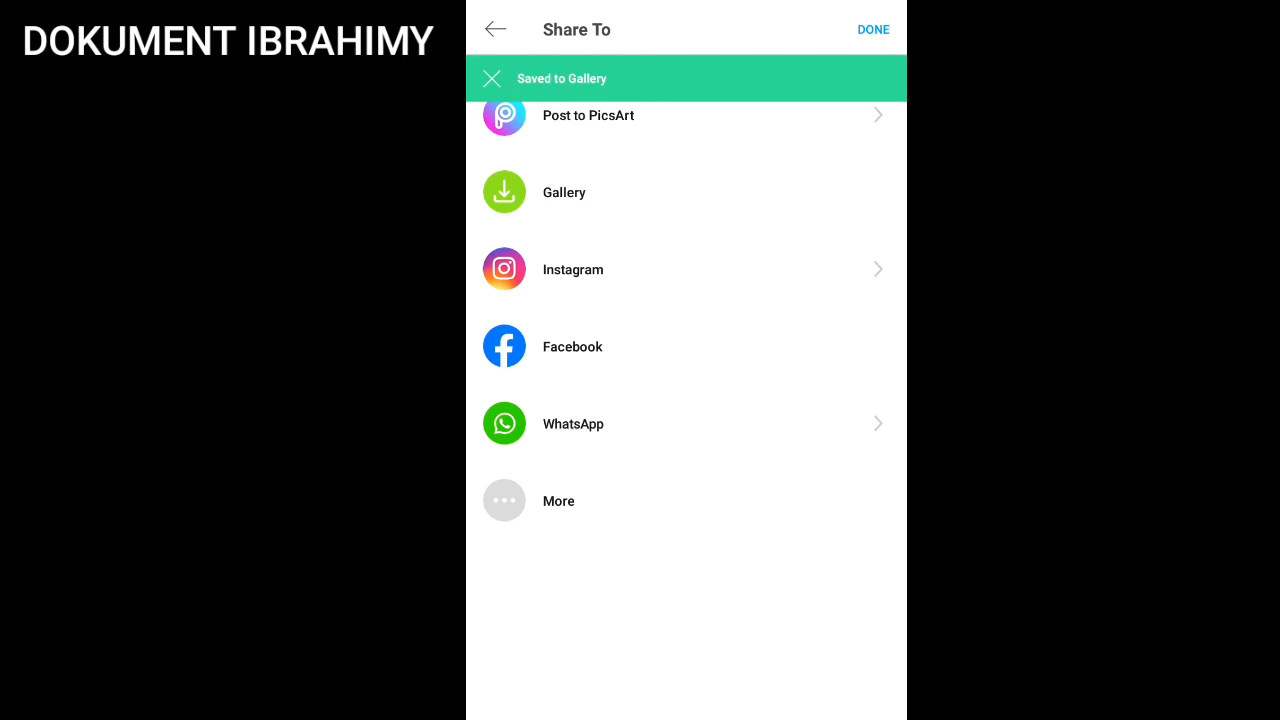 DOKUMENT IBRAHIMY
Share To
DONE
Saved to Gallery
Post to PicsArt
Gallery
Instagram
Facebook
WhatsApp
More